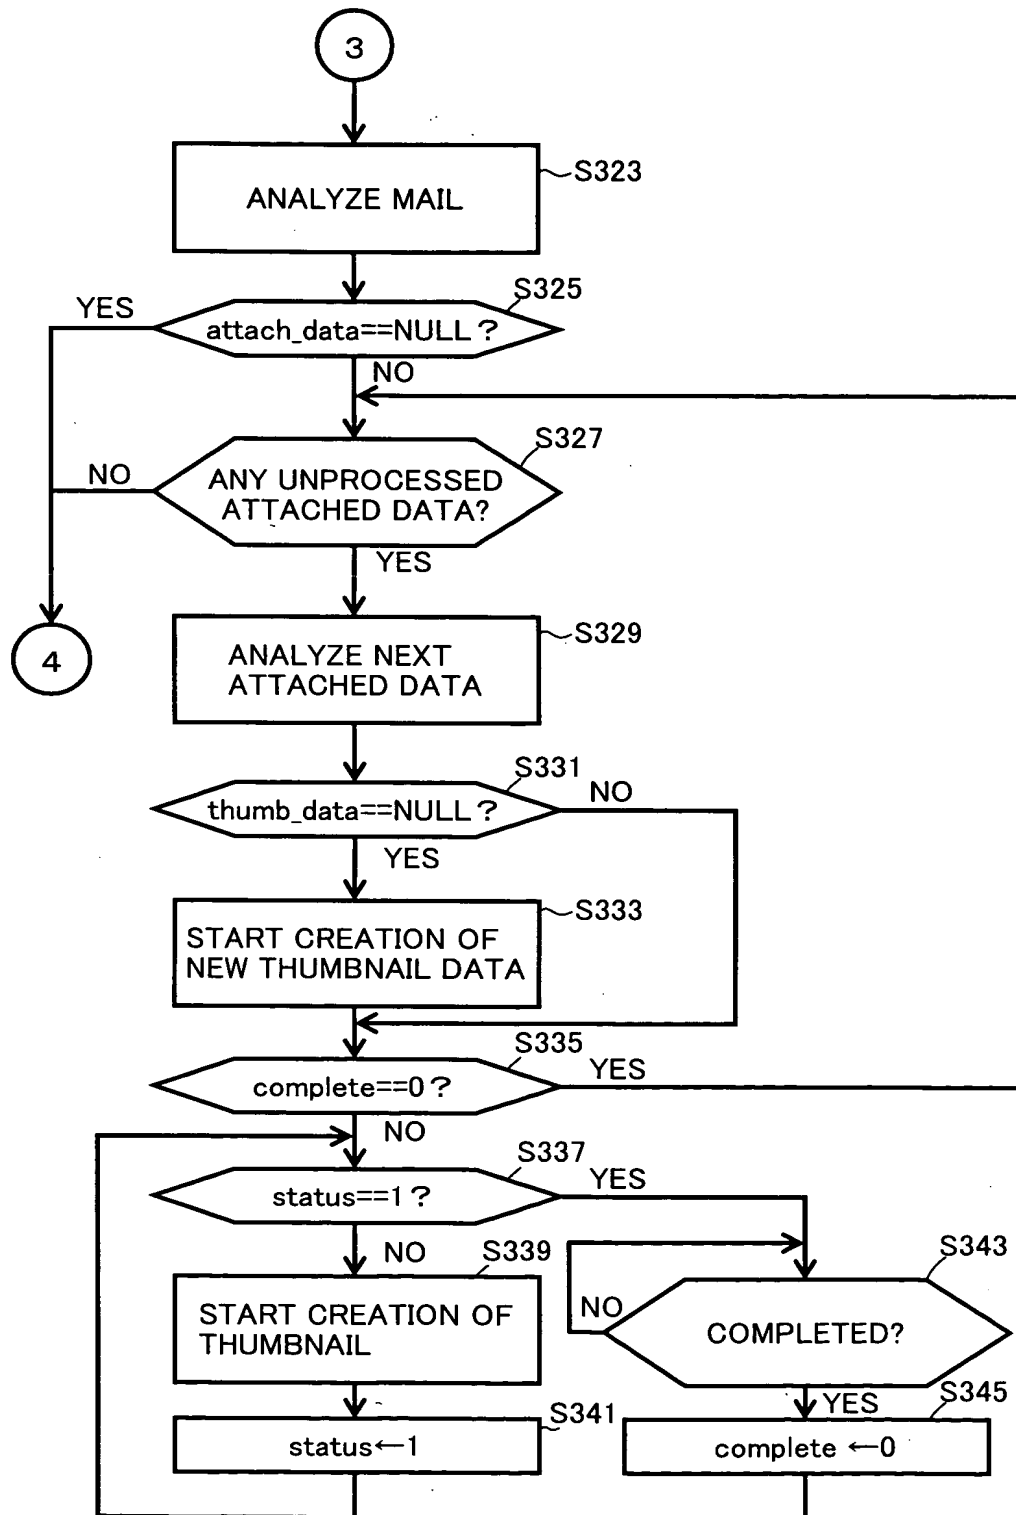 3
ANALYZE MAIL
S323
S325
YES
attach_data==NULL?
NO
S327
NO
ANY UNPROCESSED
ATTACHED DATA?
YES
S329
4
ANALYZE NEXT
ATTACHED DATA
S331
thumb_data==NULL?
NO
YES
S333
START CREATION OF
NEW THUMBNAIL DATA
S335
complete==0?
YES
NO
S337
status==1?
YES
NO
S339
S343
START CREATION OF
THUMBNAIL
NO
COMPLETED?
YES
S341
S345
status←1
complete ←0